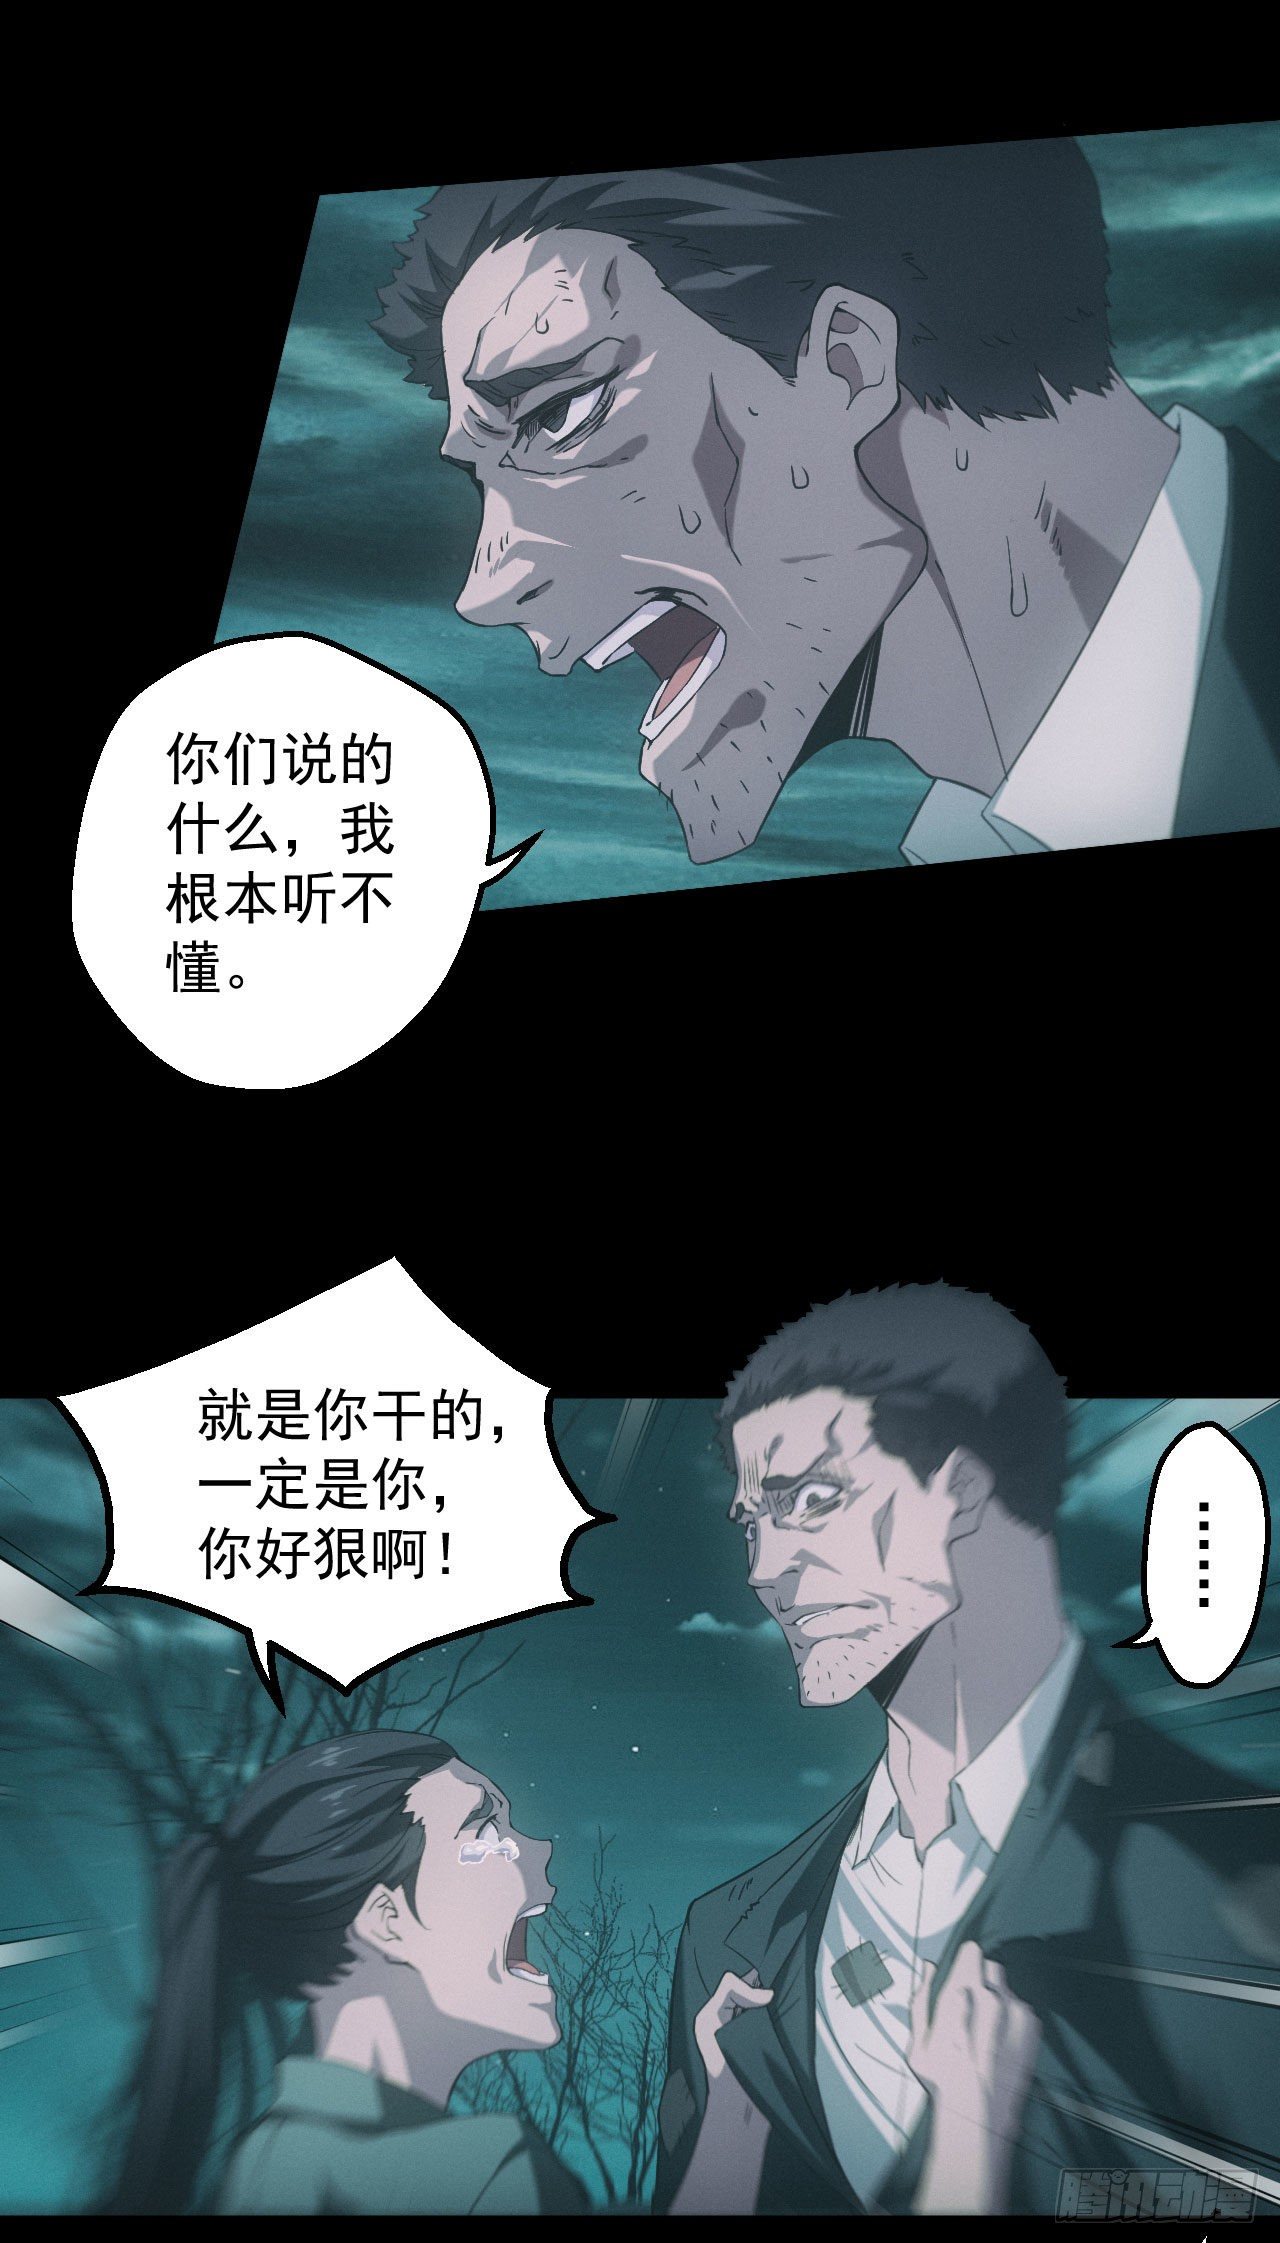 你们说的
什么，我
根本听不
懂。
就是你干的，
一定是你，
你好狠啊！
……
腾讯动漫